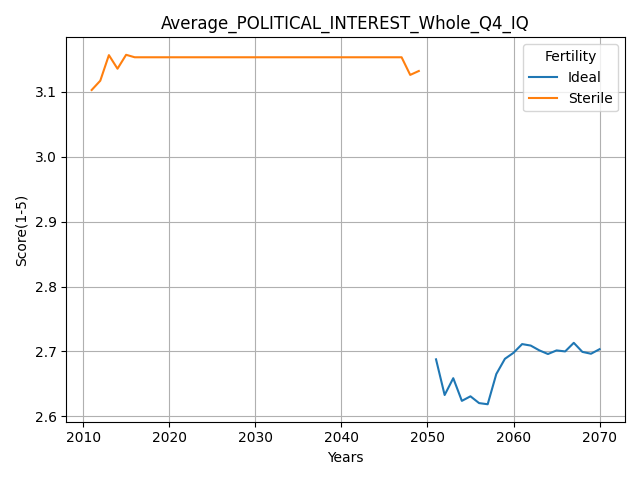 Average_POLITICAL_INTEREST_Whole_Q4_IQ
Fertility
Ideal
Sterile
3.1
3.0
2.9
2.8
2.7
2.6
Score(1-5)
2010 2020 2030 2040 2050 2060 2070
Years